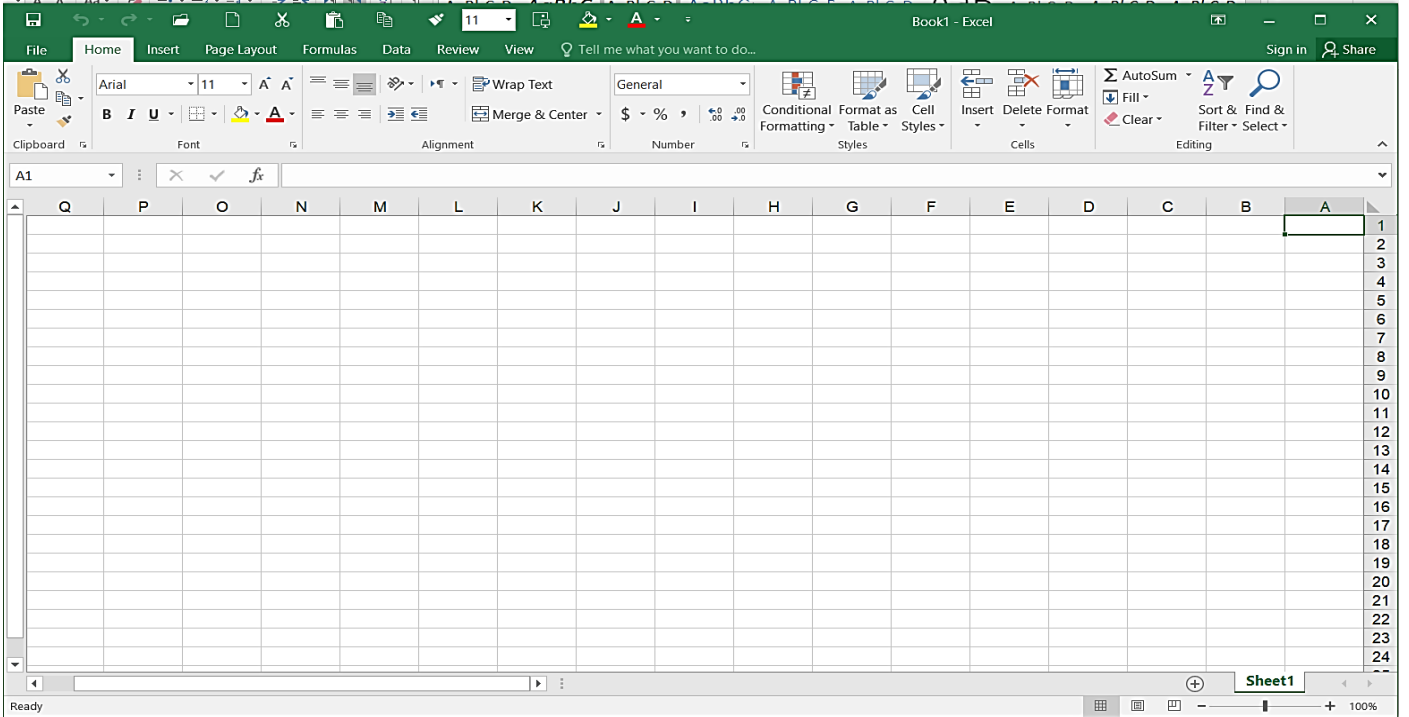 11 Book1 - Excel
File Home Insert Page Layout Formulas Data Review View Tell me what you want to do... Sign in Share
Arial 11 Wrap Text General AutoSum
Fill
Paste B I U Merge & Center $ % Conditional Format as Cell Insert Delete Format Sort & Find &
Formatting Table Styles Clear Filter Select
Clipboard Font Alignment Number Styles Cells Editing
A1 fx
Q P O N M L K J I H G F E D C B A
1
2
3
4
5
6
7
8
9
10
11
12
13
14
15
16
17
18
19
20
21
22
23
24
Sheet1
Ready 100%